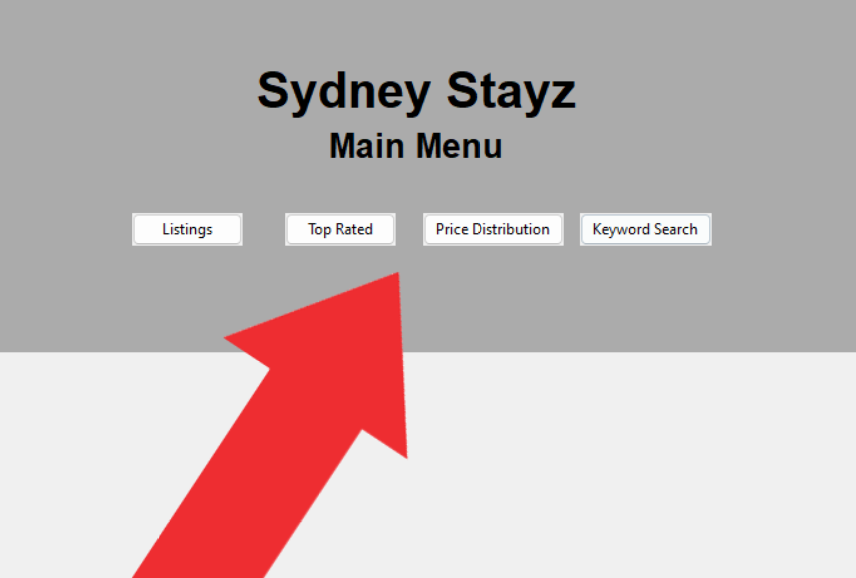 Sydney Stayz
Main Menu
Listings Top Rated Price Distribution Keyword Search